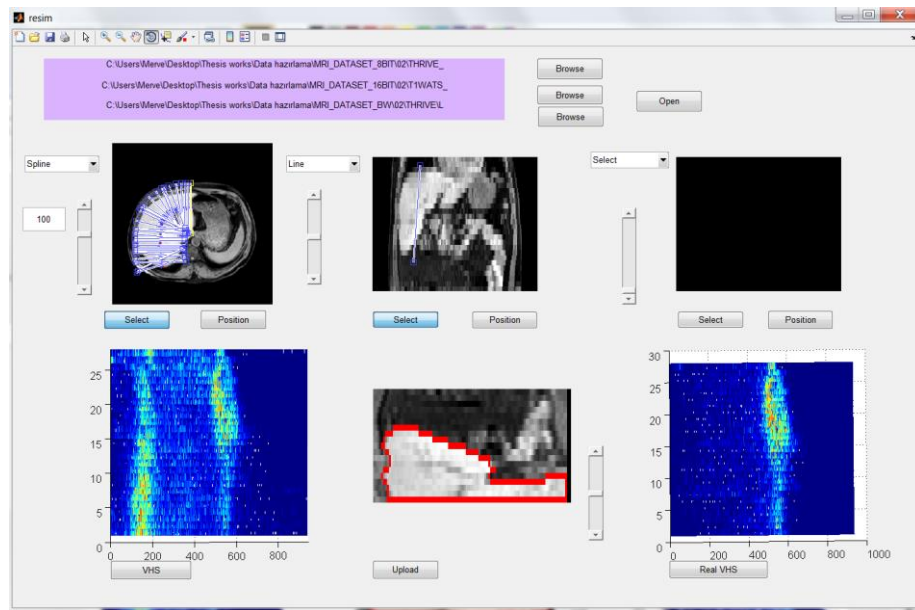 resim
C:\Users\Merve\Desktop\Thesis works\Data hazırlama\MRI_DATASET_8BIT\02\THRIVE_
Browse
C:\Users\Merve\Desktop\Thesis works\Data hazırlama\MRI_DATASET_16BIT\02\T1WATS_
Browse
Open
C:\Users\Merve\Desktop\Thesis works\Data hazırlama\MRI_DATASET_BW\02\THRIVE\L
Browse
Spline
Line
Select
100
Select
Position
Select
Position
Select
Position
25
20
15
10
5
0
0 200 400 600 800
VHS
Upload
30
25
20
15
10
5
0
0 200 400 600 800 1000
Real VHS